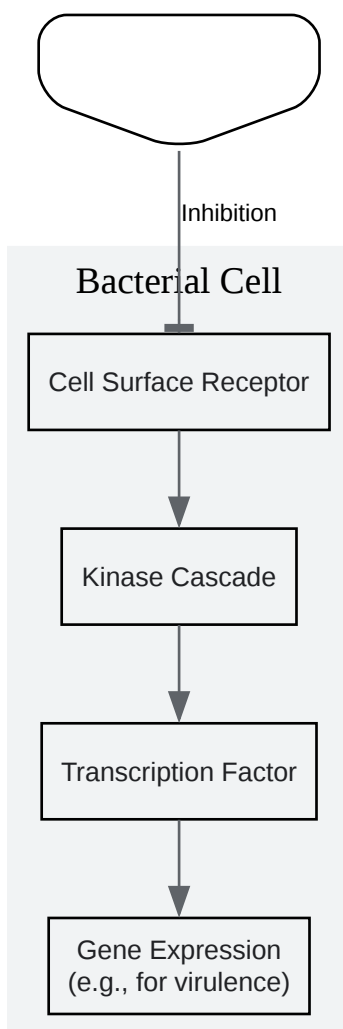 Inhibition
Bacterial Cell
Cell Surface Receptor
Kinase Cascade
Transcription Factor
Gene Expression
(e.g., for virulence)